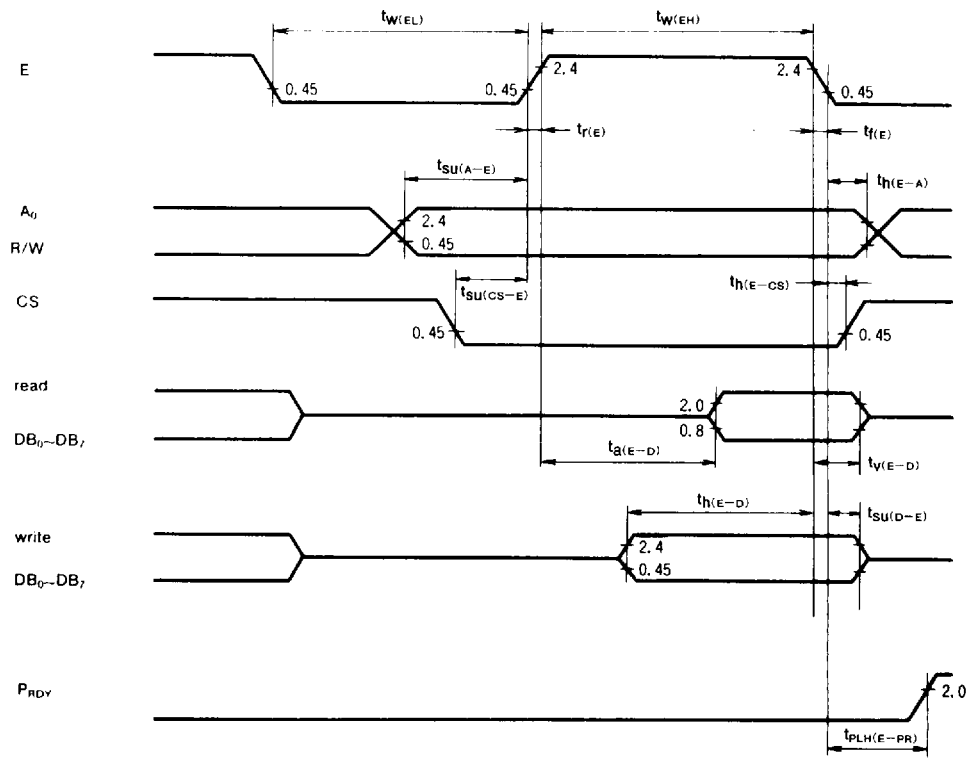 tW(EL)
tW(EH)
E
2.4
2.4
0.45
0.45
0.45
tr(E)
tf(E)
tSU(A-E)
th(E-A)
A0
2.4
R/W
0.45
th(E-CS)
CS
tSU(CS-E)
0.45
0.45
read
2.0
DB0~DB7
0.8
ta(E-D)
tv(E-D)
th(E-D)
tSU(D-E)
write
2.4
DB0~DB7
0.45
PRDY
2.0
tPLH(E-PR)